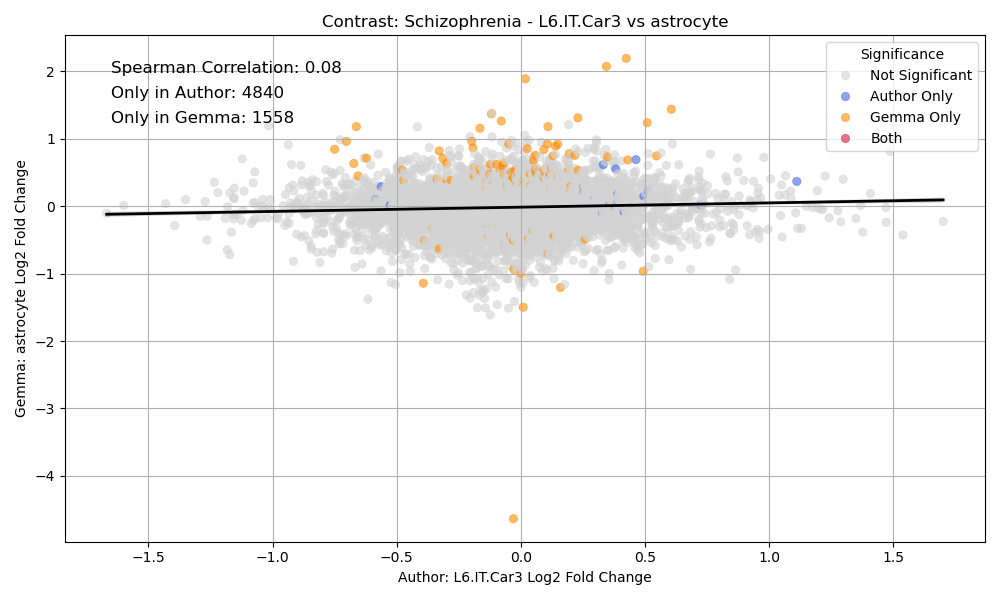 Contrast: Schizophrenia - L6.IT.Car3 vs astrocyte
Spearman Correlation: 0.08
Only in Author: 4840
Only in Gemma: 1558
Significance
Not Significant
Author Only
Gemma Only
Both
Gemma: astrocyte Log2 Fold Change
2
1
0
−1
−2
−3
−4
−1.5
−1.0
−0.5
0.0
0.5
1.0
1.5
Author: L6.IT.Car3 Log2 Fold Change